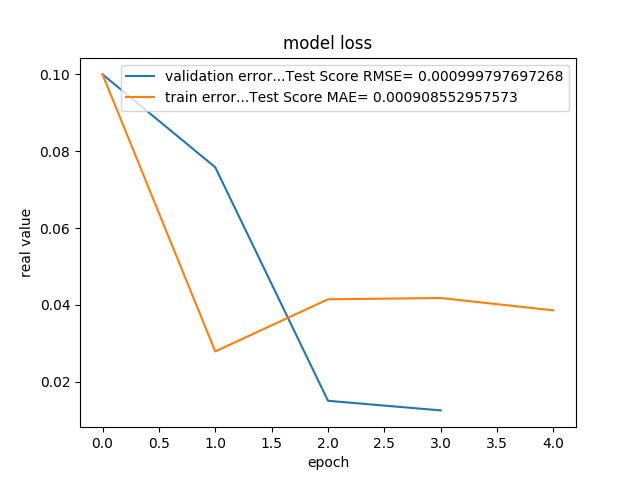 model loss
validation error...Test Score RMSE= 0.000999797697268
train error...Test Score MAE= 0.000908552957573
0.10
0.08
0.06
0.04
0.02
real value
0.0 0.5 1.0 1.5 2.0 2.5 3.0 3.5 4.0
epoch